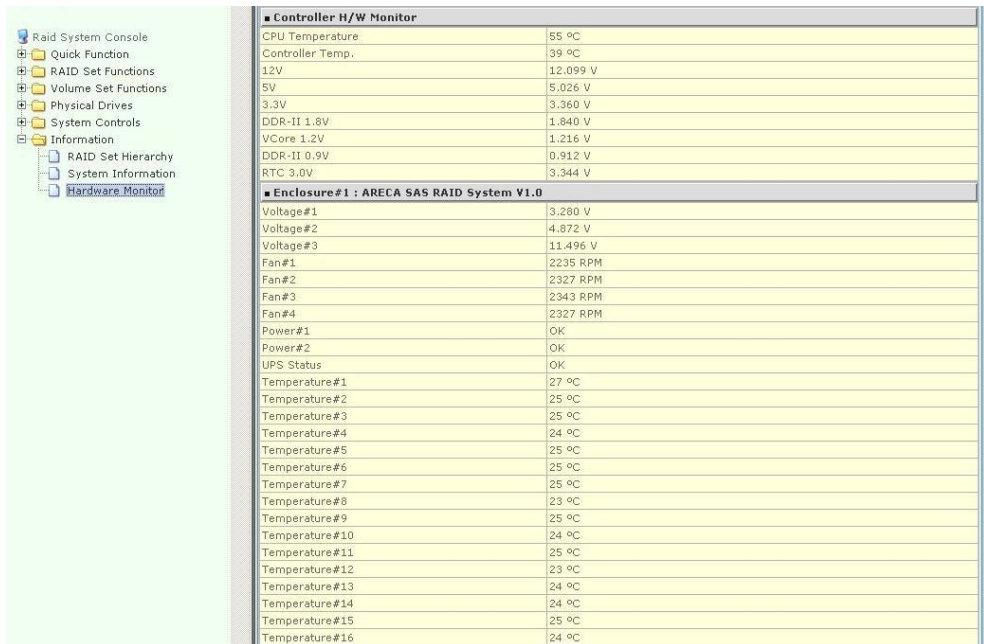 Raid System Console
Quick Function
RAID Set Functions
Volume Set Functions
Physical Drives
System Controls
Information
RAID Set Hierarchy
System Information
Hardware Monitor
Controller H/W Monitor
CPU Temperature 55 ºC
Controller Temp. 39 ºC
12V 12.099 V
5V 5.026 V
3.3V 3.360 V
DDR-II 1.8V 1.840 V
VCore 1.2V 1.216 V
DDR-II 0.9V 0.912 V
RTC 3.0V 3.344 V
Enclosure#1 : ARECA SAS RAID System V1.0
Voltage#1 3.280 V
Voltage#2 4.872 V
Voltage#3 11.496 V
Fan#1 2235 RPM
Fan#2 2327 RPM
Fan#3 2343 RPM
Fan#4 2327 RPM
Power#1 OK
Power#2 OK
UPS Status OK
Temperature#1 27 ºC
Temperature#2 25 ºC
Temperature#3 25 ºC
Temperature#4 24 ºC
Temperature#5 25 ºC
Temperature#6 25 ºC
Temperature#7 25 ºC
Temperature#8 23 ºC
Temperature#9 25 ºC
Temperature#10 24 ºC
Temperature#11 25 ºC
Temperature#12 23 ºC
Temperature#13 24 ºC
Temperature#14 24 ºC
Temperature#15 25 ºC
Temperature#16 24 ºC